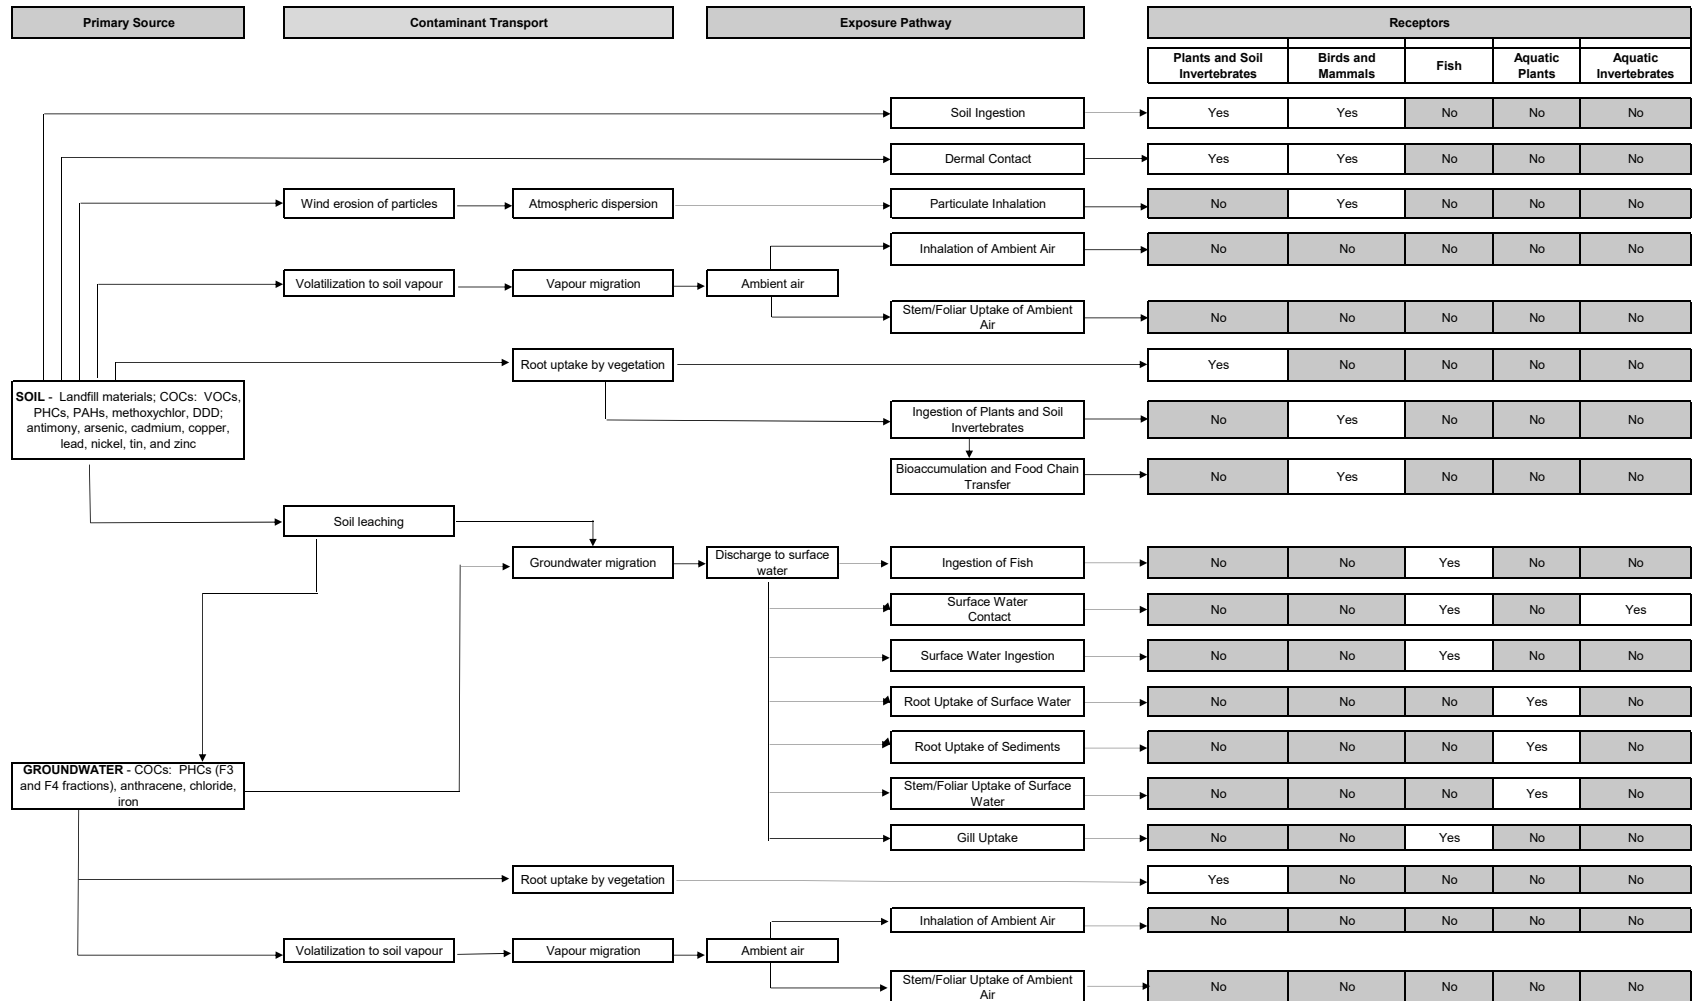 Primary Source
Contaminant Transport
Exposure Pathway
Receptors
Plants and Soil
Invertebrates
Birds and
Mammals
Fish
Aquatic
Plants
Aquatic
Invertebrates
Soil Ingestion
Yes
Yes
No
No
No
Dermal Contact
Yes
Yes
No
No
No
Wind erosion of particles
Atmospheric dispersion
Particulate Inhalation
No
Yes
No
No
No
Inhalation of Ambient Air
No
No
No
No
No
Volatilization to soil vapour
Vapour migration
Ambient air
Stem/Foliar Uptake of Ambient
Air
No
No
No
No
No
Root uptake by vegetation
Yes
No
No
No
No
SOIL - Landfill materials; COCs: VOCs,
PHCs, PAHs, methoxychlor, DDD;
antimony, arsenic, cadmium, copper,
lead, nickel, tin, and zinc
Ingestion of Plants and Soil
Invertebrates
No
Yes
No
No
No
Bioaccumulation and Food Chain
Transfer
No
Yes
No
No
No
Soil leaching
Groundwater migration
Discharge to surface
water
Ingestion of Fish
No
No
Yes
No
No
Surface Water
Contact
No
No
Yes
No
Yes
Surface Water Ingestion
No
No
Yes
No
No
Root Uptake of Surface Water
No
No
No
Yes
No
Root Uptake of Sediments
No
No
No
Yes
No
GROUNDWATER - COCs: PHCs (F3
and F4 fractions), anthracene, chloride,
iron
Stem/Foliar Uptake of Surface
Water
No
No
No
Yes
No
Gill Uptake
No
No
Yes
No
No
Root uptake by vegetation
Yes
No
No
No
No
Inhalation of Ambient Air
No
No
No
No
No
Volatilization to soil vapour
Vapour migration
Ambient air
Stem/Foliar Uptake of Ambient
Air
No
No
No
No
No